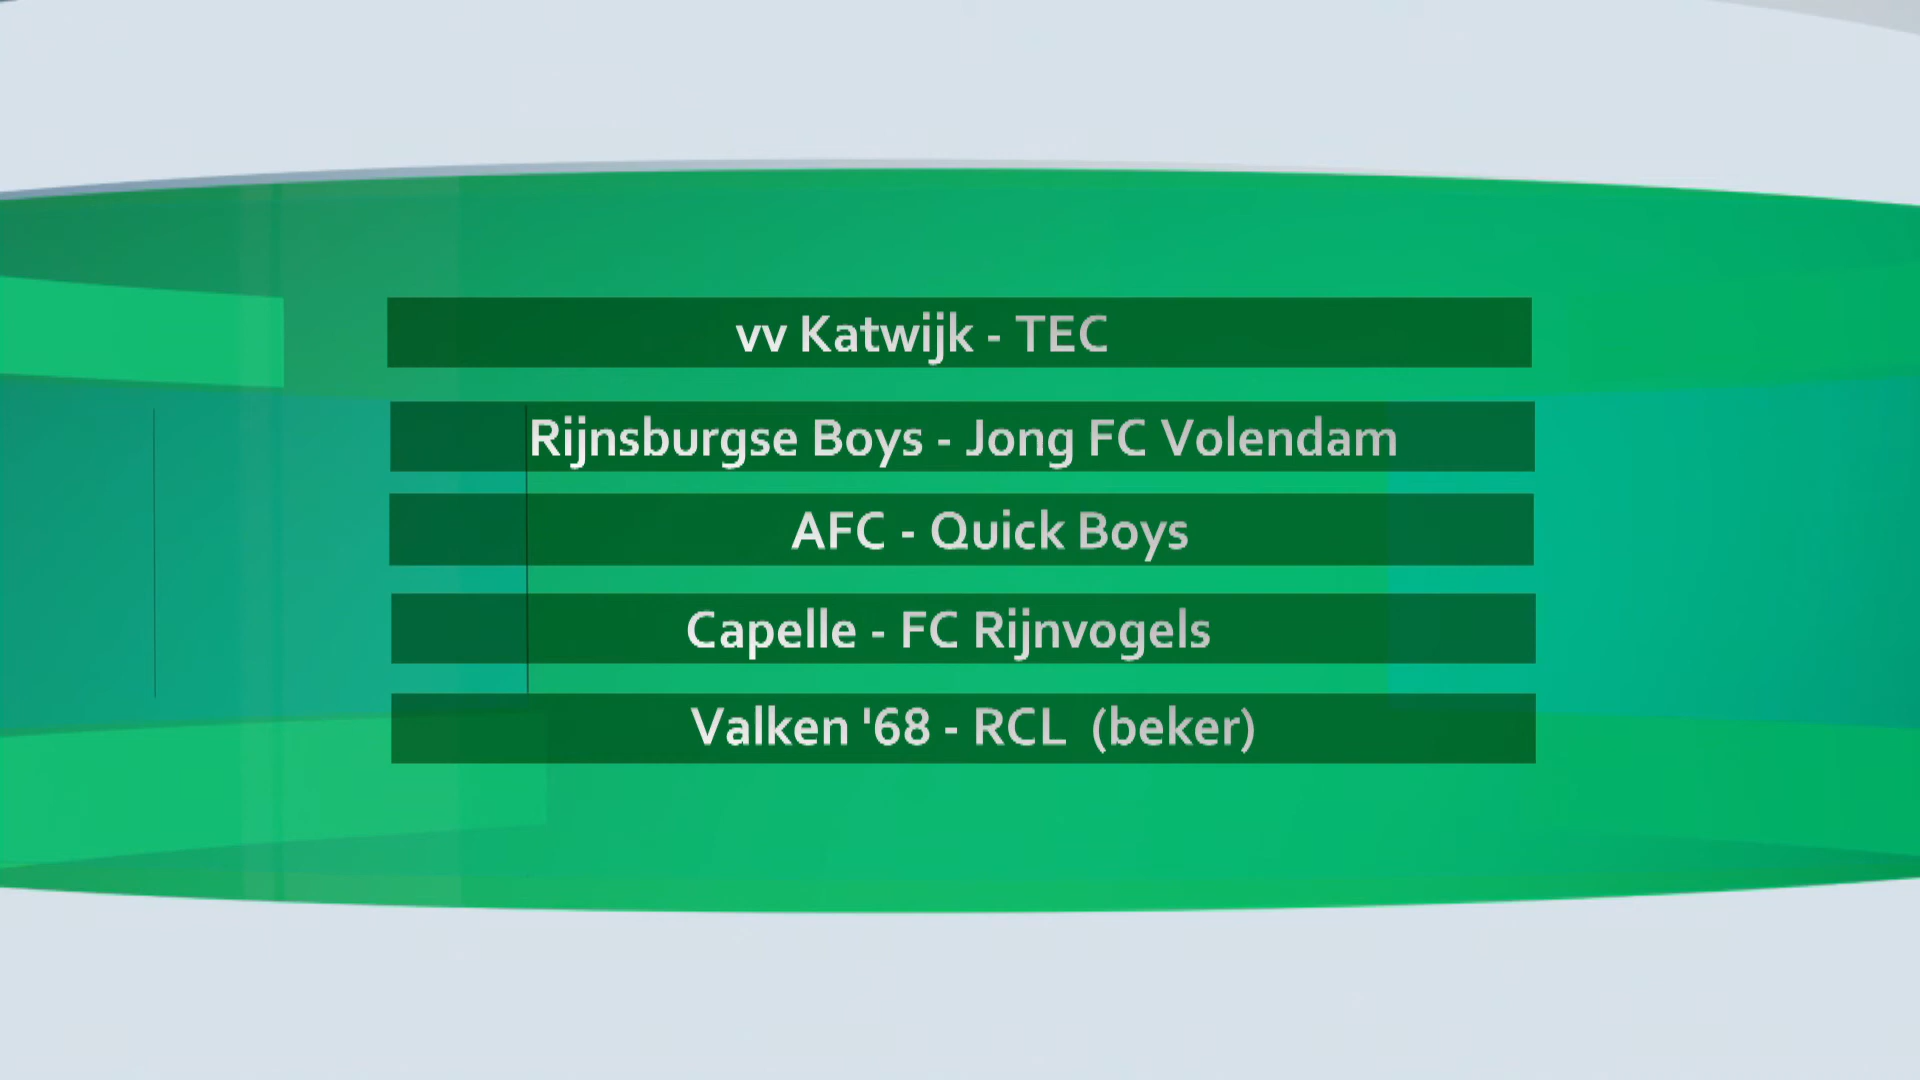 vv Katwijk - TEC
Rijnsburgse Boys - Jong FC Volendam
AFC - Quick Boys
Capelle - FC Rijnvogels
Valken '68 - RCL (beker)